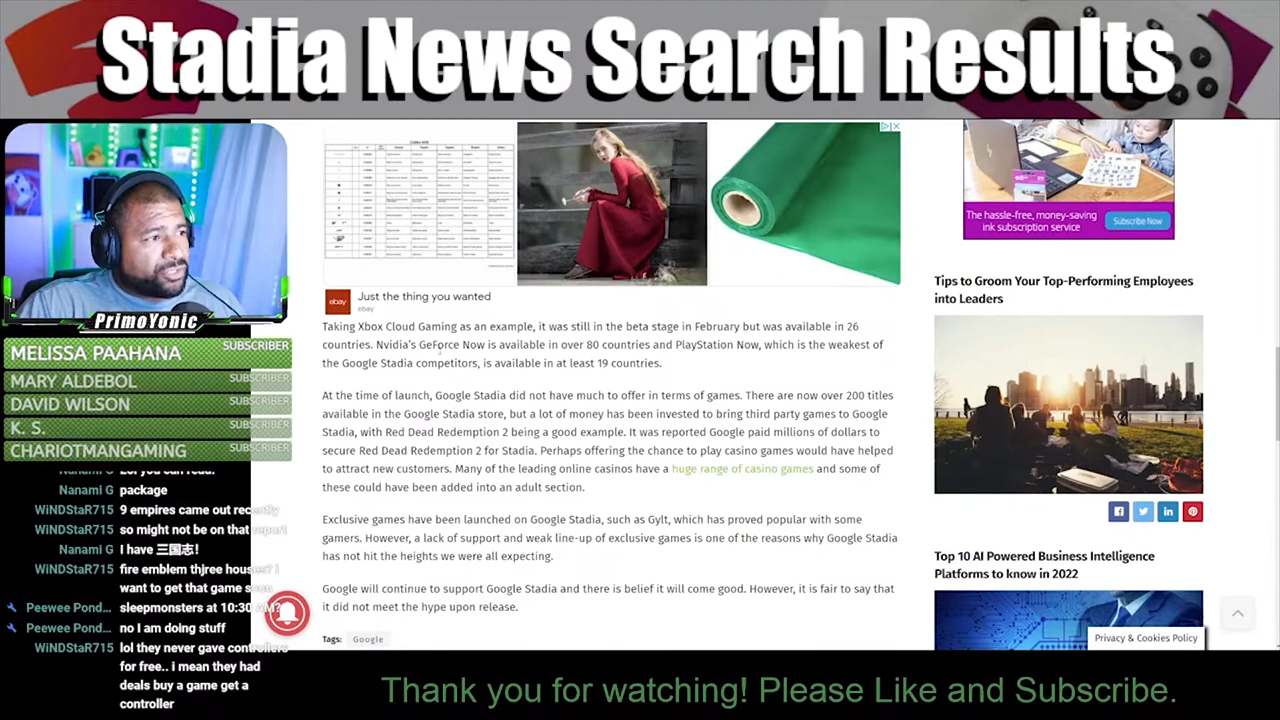 Stadia News Search Results
PrimoYonic
MELISSA PAAHANA SUBSCRIBER
MARY ALDEBOL SUBSCRIBER
DAVID WILSON SUBSCRIBER
K. S. SUBSCRIBER
CHARIOTMANGAMING SUBSCRIBER
Nanami G Lol you can read!
Nanami G package
WiNDStaR715 9 empires came out recently
WiNDStaR715 so might not be on that report
Nanami G I have 三国志!
WiNDStaR715 fire emblem thjree houses? i
want to get that game soon
Peewee Pond... sleepmonsters at 10:30 AM?
Peewee Pond... no I am doing stuff
WiNDStaR715 lol they never gave controllers
for free.. i mean they had
deals buy a game get a
controller
ebay
Just the thing you wanted
ebay
Taking Xbox Cloud Gaming as an example, it was still in the beta stage in February but was available in 26
countries. Nvidia's GeForce Now is available in over 80 countries and PlayStation Now, which is the weakest of
the Google Stadia competitors, is available in at least 19 countries.
At the time of launch, Google Stadia did not have much to offer in terms of games. There are now over 200 titles
available in the Google Stadia store, but a lot of money has been invested to bring third party games to Google
Stadia, with Red Dead Redemption 2 being a good example. It was reported Google paid millions of dollars to
secure Red Dead Redemption 2 for Stadia. Perhaps offering the chance to play casino games would have helped
to attract new customers. Many of the leading online casinos have a huge range of casino games and some of
these could have been added into an adult section.
Exclusive games have been launched on Google Stadia, such as Gylt, which has proved popular with some
gamers. However, a lack of support and weak line-up of exclusive games is one of the reasons why Google Stadia
has not hit the heights we were all expecting.
Google will continue to support Google Stadia and there is belief it will come good. However, it is fair to say that
it did not meet the hype upon release.
Tags: Google
The hassle-free, money-saving
ink subscription service
Subscribe Now
Tips to Groom Your Top-Performing Employees
into Leaders
Top 10 AI Powered Business Intelligence
Platforms to know in 2022
Privacy & Cookies Policy
Thank you for watching! Please Like and Subscribe.